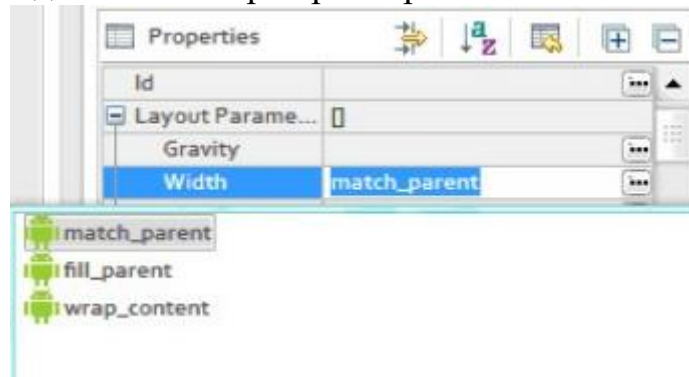 Properties
Id
Layout Parame... []
Gravity
Width match_parent
match_parent
fill_parent
wrap_content